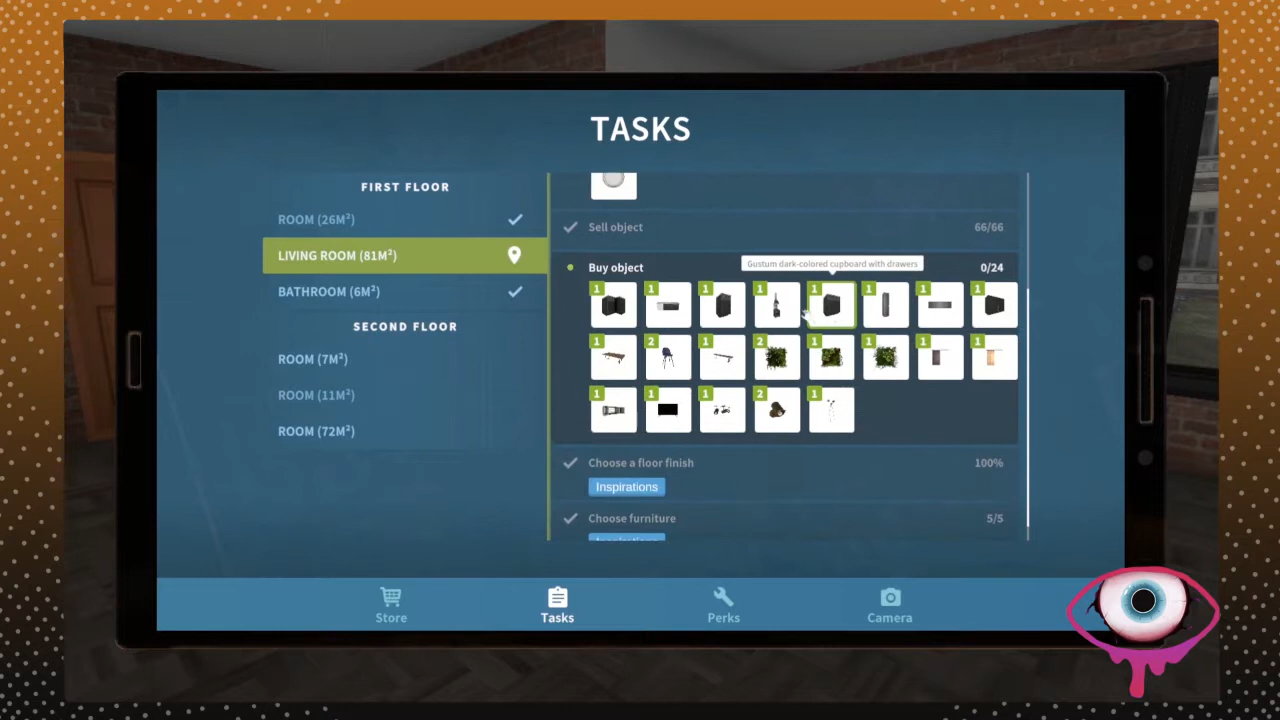 TASKS
FIRST FLOOR
ROOM (26M²)
LIVING ROOM (81M²)
BATHROOM (6M²)
SECOND FLOOR
ROOM (7M²)
ROOM (11M²)
ROOM (72M²)
Sell object 66/66
Gustum dark-colored cupboard with drawers
Buy object 0/24
1 1 1 1 1 1 1 1
1 2 1 2 1 1 1 1
1 1 1 2 1
Choose a floor finish 100%
Inspirations
Choose furniture 5/5
Inspirations
Store Tasks Perks Camera